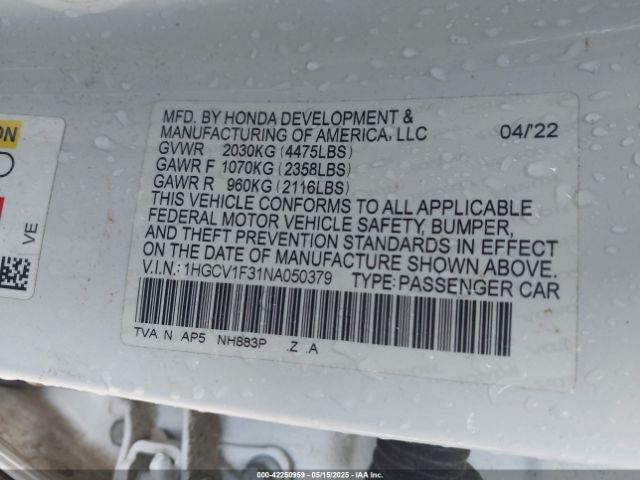 MFD. BY HONDA DEVELOPMENT &
MANUFACTURING OF AMERICA, LLC 04/'22
GVWR 2030KG (4475LBS)
GAWR F 1070KG (2358LBS)
GAWR R 960KG (2116LBS)
THIS VEHICLE CONFORMS TO ALL APPLICABLE
FEDERAL MOTOR VEHICLE SAFETY, BUMPER,
AND THEFT PREVENTION STANDARDS IN EFFECT
ON THE DATE OF MANUFACTURE SHOWN ABOVE.
V.I.N.: 1HGCV1F31NA050379 TYPE: PASSENGER CAR
TVA N AP5 NH883P .Z .A
ON
VE
000-42250959 - 05/15/2025 - © IAA Holdings, LLC